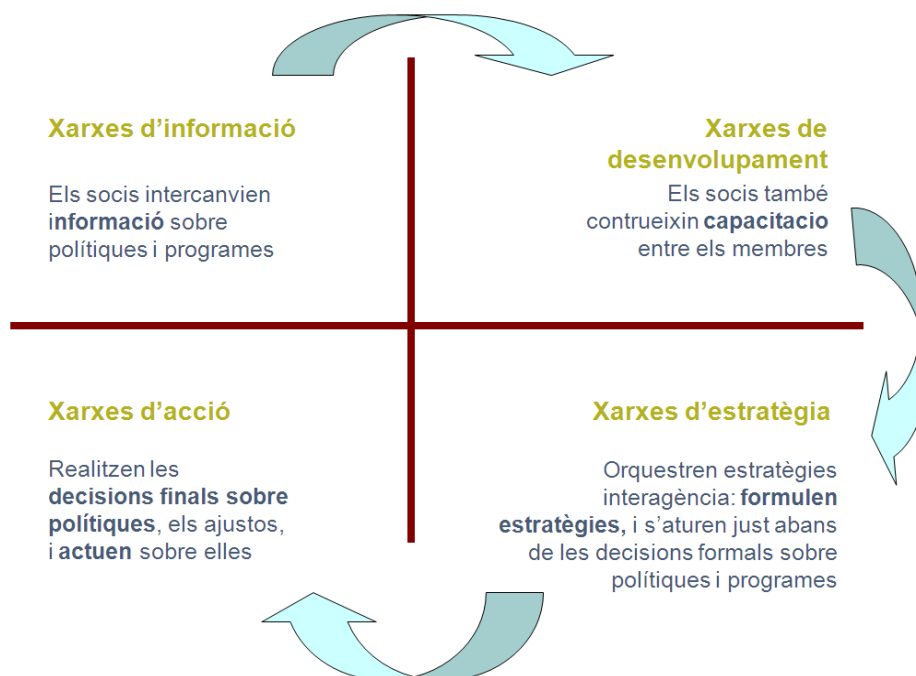 Xarxes d'informació
Els socis intercanvien
informació sobre
polítiques i programes
Xarxes de
desenvolupament
Els socis també
contrueixin capacitacio
entre els membres
Xarxes d'acció
Realitzen les
decisions finals sobre
polítiques, els ajustos,
i actuen sobre elles
Xarxes d'estratègia
Orquestren estratègies
interagència: formulen
estratègies, i s'aturen just abans
de les decisions formals sobre
polítiques i programes